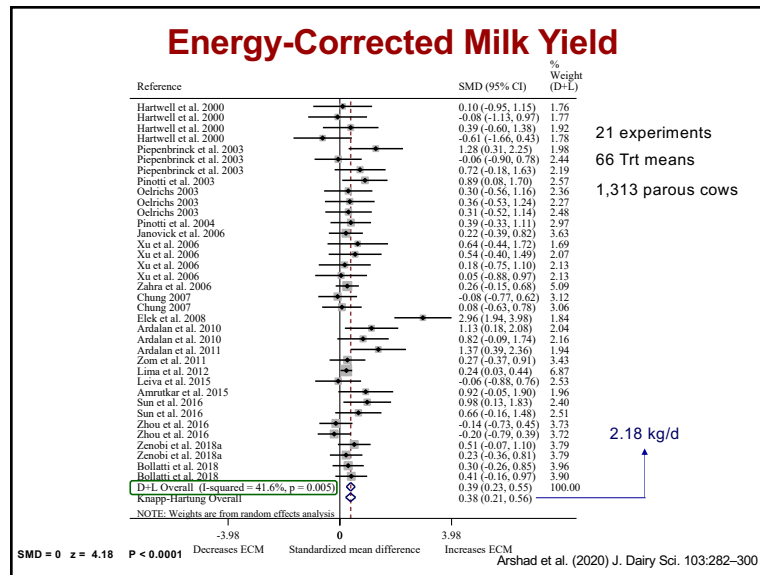 Energy-Corrected Milk Yield
%
Weight
Reference SMD (95% CI) (D+L)
Hartwell et al. 2000 0.10 (-0.95, 1.15) 1.76
Hartwell et al. 2000 -0.08 (-1.13, 0.97) 1.77
Hartwell et al. 2000 0.39 (-0.60, 1.38) 1.92
Hartwell et al. 2000 -0.61 (-1.66, 0.43) 1.78
Piepenbrinck et al. 2003 1.28 (0.31, 2.25) 1.98
Piepenbrinck et al. 2003 -0.06 (-0.90, 0.78) 2.44
Piepenbrinck et al. 2003 0.72 (-0.18, 1.63) 2.19
Pinotti et al. 2003 0.89 (0.08, 1.70) 2.57
Oelrichs 2003 0.30 (-0.56, 1.16) 2.36
Oelrichs 2003 0.36 (-0.53, 1.24) 2.27
Oelrichs 2003 0.31 (-0.52, 1.14) 2.48
Pinotti et al. 2004 0.39 (-0.33, 1.11) 2.97
Janovick et al. 2006 0.22 (-0.39, 0.82) 3.63
Xu et al. 2006 0.64 (-0.44, 1.72) 1.69
Xu et al. 2006 0.54 (-0.40, 1.49) 2.07
Xu et al. 2006 0.18 (-0.75, 1.10) 2.13
Xu et al. 2006 0.05 (-0.88, 0.97) 2.13
Zahra et al. 2006 0.26 (-0.15, 0.68) 5.09
Chung 2007 -0.08 (-0.77, 0.62) 3.12
Chung 2007 0.08 (-0.63, 0.78) 3.06
Elek et al. 2008 2.96 (1.94, 3.98) 1.84
Ardalan et al. 2010 1.13 (0.18, 2.08) 2.04
Ardalan et al. 2010 0.82 (-0.09, 1.74) 2.16
Ardalan et al. 2011 1.37 (0.39, 2.36) 1.94
Zom et al. 2011 0.27 (-0.37, 0.91) 3.43
Lima et al. 2012 0.24 (0.03, 0.44) 6.87
Leiva et al. 2015 -0.06 (-0.88, 0.76) 2.53
Amrutkar et al. 2015 0.92 (-0.05, 1.90) 1.96
Sun et al. 2016 0.98 (0.13, 1.83) 2.40
Sun et al. 2016 0.66 (-0.16, 1.48) 2.51
Zhou et al. 2016 -0.14 (-0.73, 0.45) 3.73
Zhou et al. 2016 -0.20 (-0.79, 0.39) 3.72
Zenobi et al. 2018a 0.51 (-0.07, 1.10) 3.79
Zenobi et al. 2018a 0.23 (-0.36, 0.81) 3.79
Bollatti et al. 2018 0.30 (-0.26, 0.85) 3.96
Bollatti et al. 2018 0.41 (-0.16, 0.97) 3.90
D+L Overall (I-squared = 41.6%, p = 0.005) 0.39 (0.23, 0.55) 100.00
Knapp-Hartung Overall 0.38 (0.21, 0.56)
NOTE: Weights are from random effects analysis
-3.98 0 3.98
Decreases ECM Standardized mean difference Increases ECM
21 experiments
66 Trt means
1,313 parous cows
2.18 kg/d
SMD = 0 z = 4.18 P < 0.0001
Arshad et al. (2020) J. Dairy Sci. 103:282–300